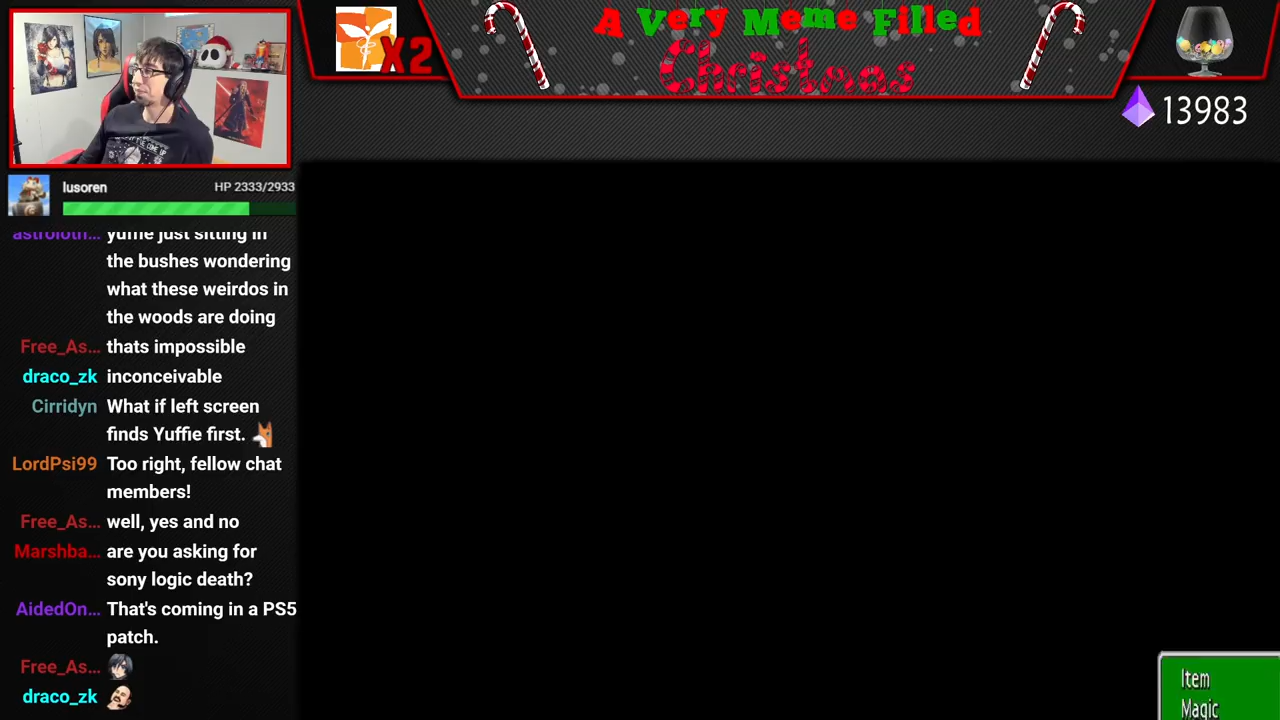 A Very Meme Filled
Christmas
X2
13983
lusoren
HP 2333/2933
astroloth... yuffie just sitting in
the bushes wondering
what these weirdos in
the woods are doing
Free_As... thats impossible
draco_zk inconceivable
Cirridyn What if left screen
finds Yuffie first.
LordPsi99 Too right, fellow chat
members!
Free_As... well, yes and no
Marshba... are you asking for
sony logic death?
AidedOn... That's coming in a PS5
patch.
Free_As...
draco_zk
Item
Magic